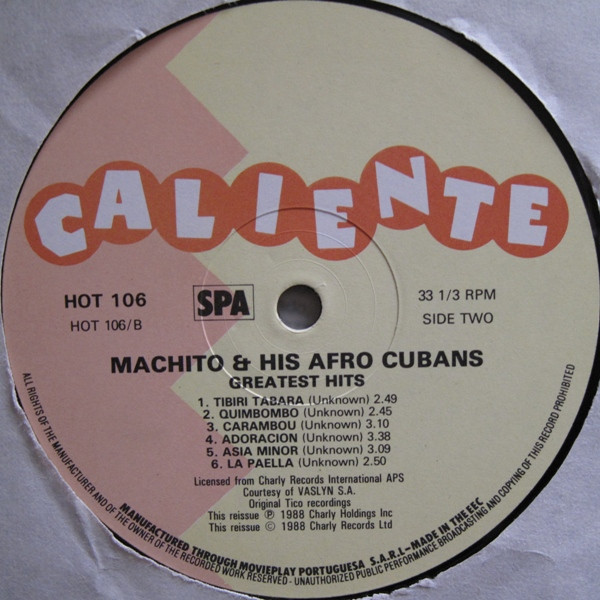 CALIENTE
HOT 106
SPA
33 1/3 RPM
HOT 106/B
SIDE TWO
MACHITO & HIS AFRO CUBANS
GREATEST HITS
1. TIBIRI TABARA (Unknown) 2.49
2. QUIMBOMBO (Unknown) 2.45
3. CARAMBOU (Unknown) 3.10
4. ADORACION (Unknown) 3.38
5. ASIA MINOR (Unknown) 3.09
6. LA PAELLA (Unknown) 2.50
Licensed from Charly Records International APS
Courtesy of VASLYN S.A.
Original Tico recordings
This reissue Ⓟ 1988 Charly Holdings Inc
This reissue © 1988 Charly Records Ltd
MANUFACTURED THROUGH MOVIEPLAY PORTUGUESA S.A.R.L-MADE IN THE EEC
ALL RIGHTS OF THE MANUFACTURER AND OF THE OWNER OF THE RECORDED WORK RESERVED - UNAUTHORIZED PUBLIC PERFORMANCE BROADCASTING AND COPYING OF THIS RECORD PROHIBITED